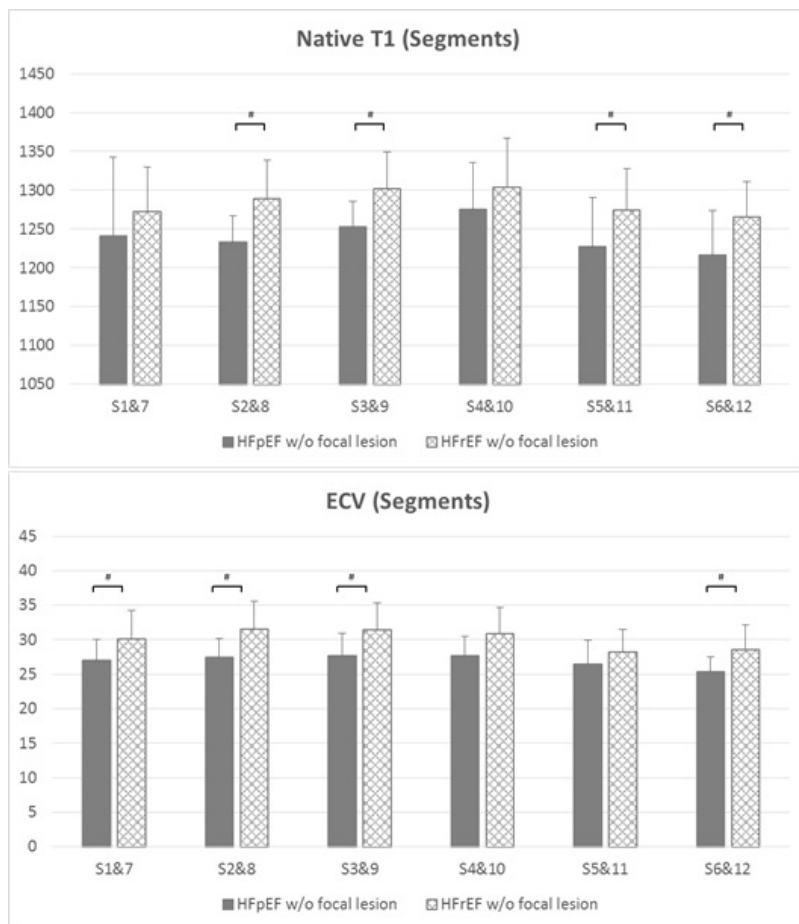 Native T1 (Segments)
1450
1400
# # # #
1350
1300
1250
1200
1150
1100
1050
S1&7 S2&8 S3&9 S4&10 S5&11 S6&12
HFpEF w/o focal lesion HFrEF w/o focal lesion
ECV (Segments)
45
40
# # # #
35
30
25
20
15
10
5
0
S1&7 S2&8 S3&9 S4&10 S5&11 S6&12
HFpEF w/o focal lesion HFrEF w/o focal lesion